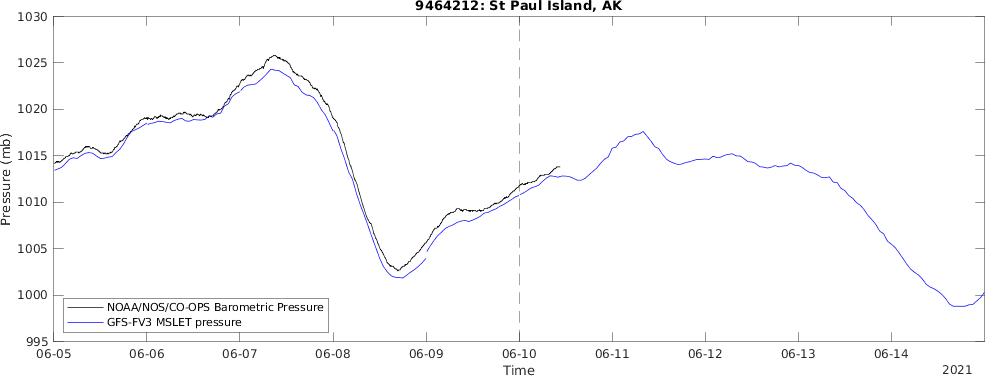 9464212: St Paul Island, AK
1030
1025
1020
1015
1010
1005
1000
995
Pressure (mb)
NOAA/NOS/CO-OPS Barometric Pressure
GFS-FV3 MSLET pressure
06-05 06-06 06-07 06-08 06-09 06-10 06-11 06-12 06-13 06-14
Time
2021